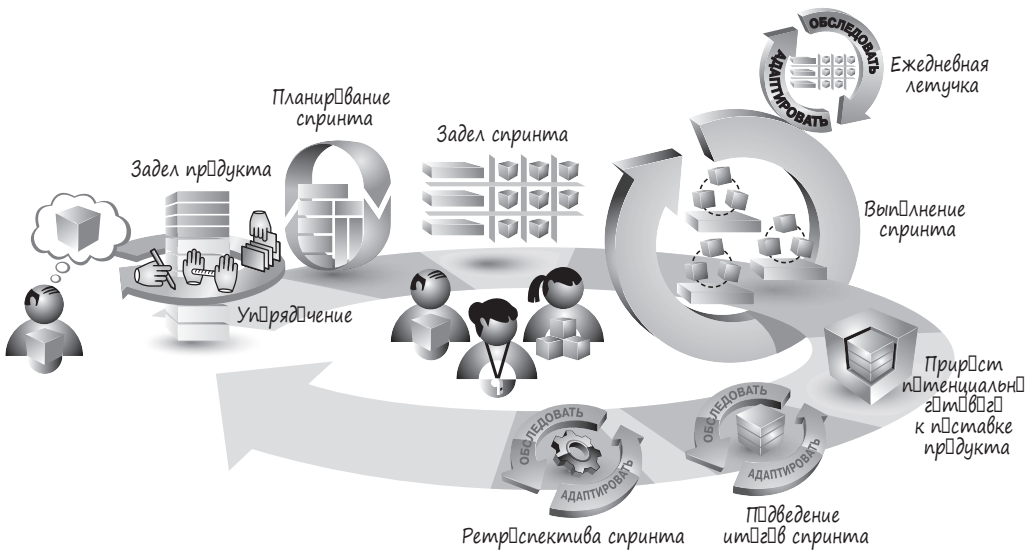 ОБСЛЕДОВАТЬ
АДАПТИРОВАТЬ
Ежедневная
летучка
Планир□вание
спринта
Задел спринта
Задел пр□дукта
Вып□лнение
спринта
Уп□ряд□чение
Прир□ст
п□тенциальн□
г□т□в□г□
к п□ставке
пр□дукта
ОБСЛЕДОВАТЬ
АДАПТИРОВАТЬ
ОБСЛЕДОВАТЬ
АДАПТИРОВАТЬ
Ретр□спектива спринта
П□дведение
ит□г□в спринта